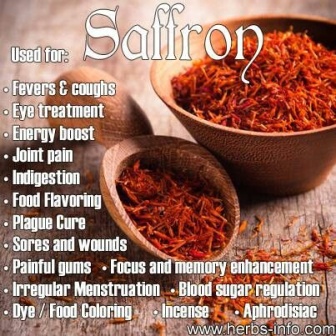 Used for: Saffron
• Fevers & coughs
• Eye treatment
• Energy boost
• Joint pain
• Indigestion
• Food Flavoring
• Plague Cure
• Sores and wounds
• Painful gums • Focus and memory enhancement
• Irregular Menstruation • Blood sugar regulation
• Dye / Food Coloring • Incense • Aphrodisiac
www.herbs-info.com